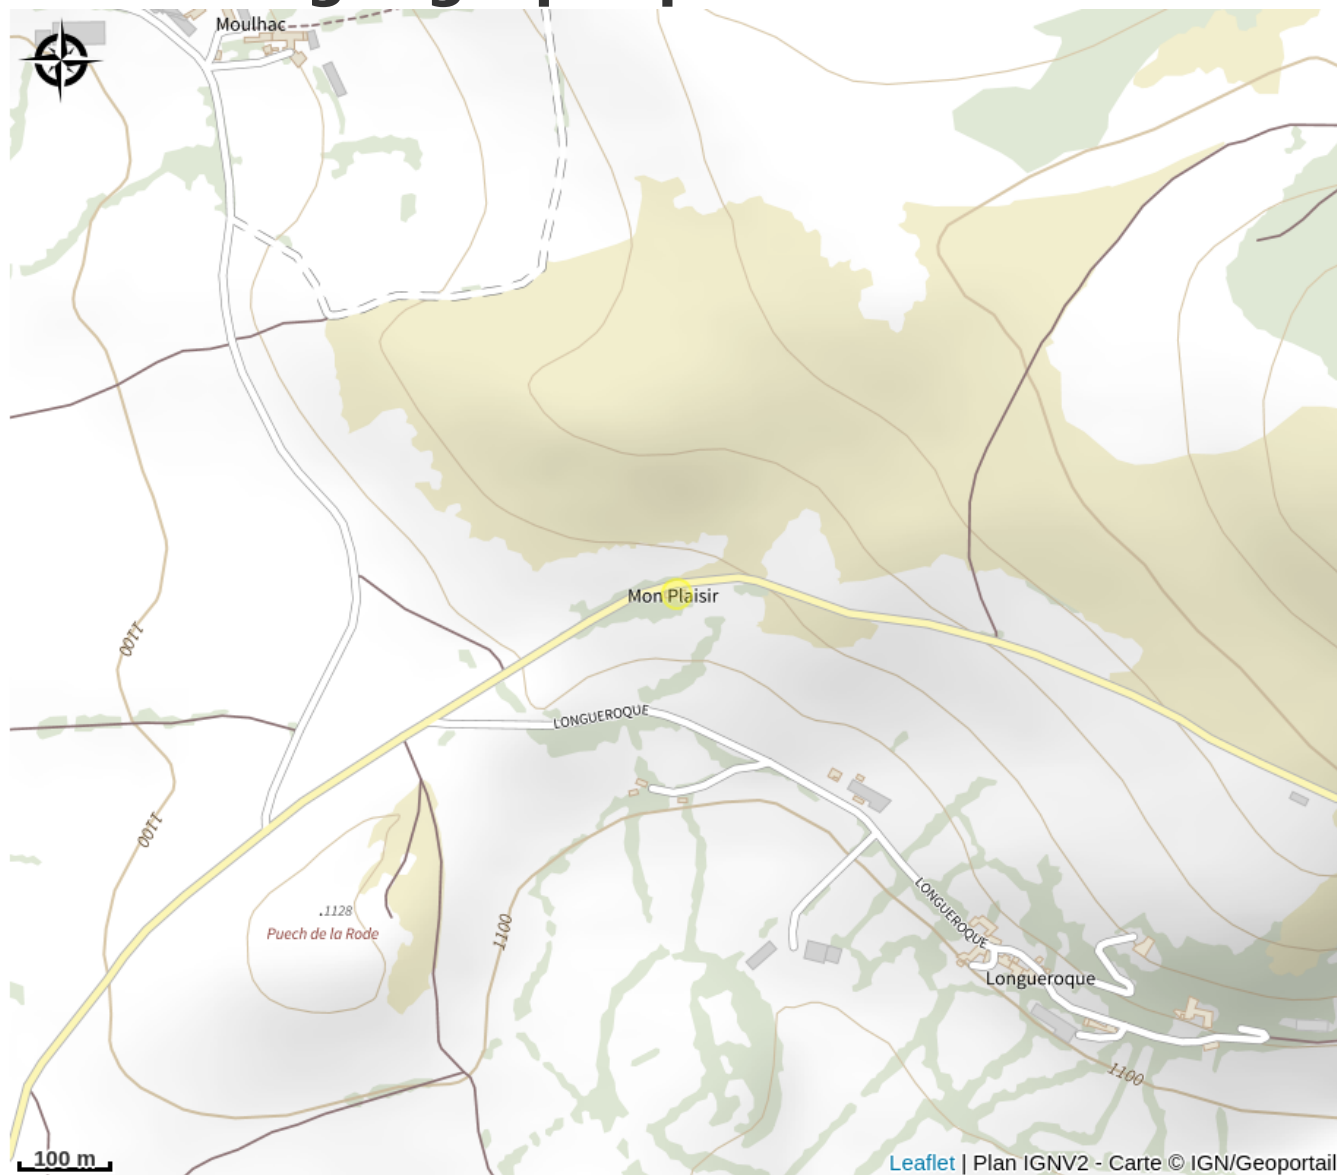 Moulhac
Mon Plaisir
1100
LONGUEROQUE
1100
.1128
Puech de la Rode
1100
LONGUEROQUE
Longueroque
1100
100 m
Leaflet | Plan IGNV2 - Carte © IGN/Geoportail